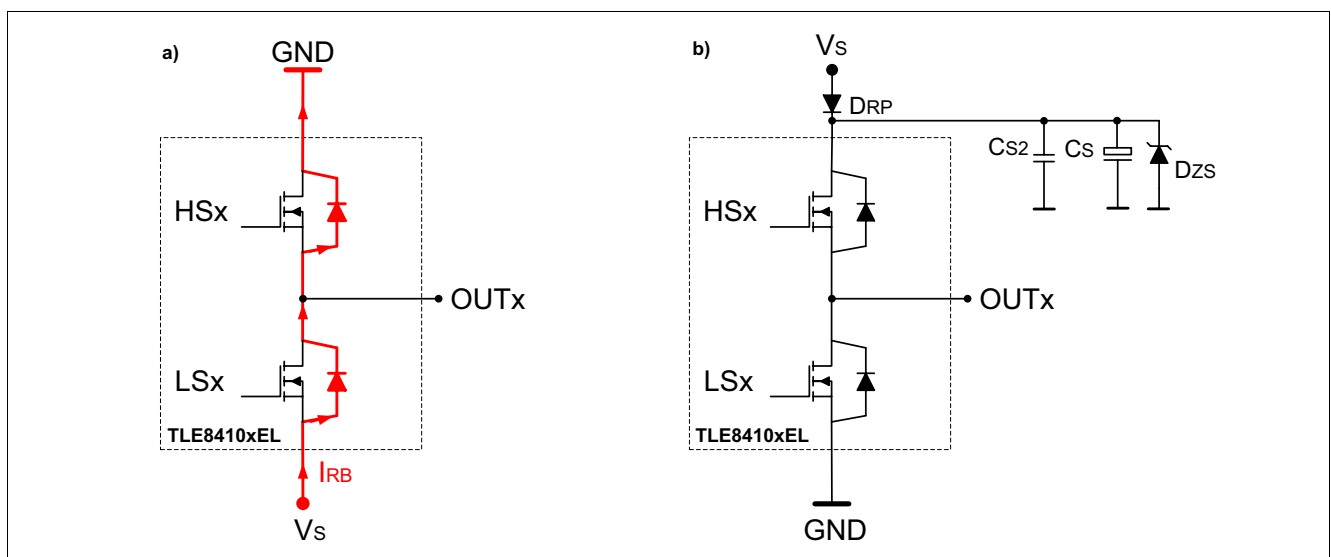 a)
GND
HSx
OUTx
LSx
TLE8410xEL
IRB
VS
b)
VS
DRP
CS2
CS
DZS
HSx
OUTx
LSx
TLE8410xEL
GND